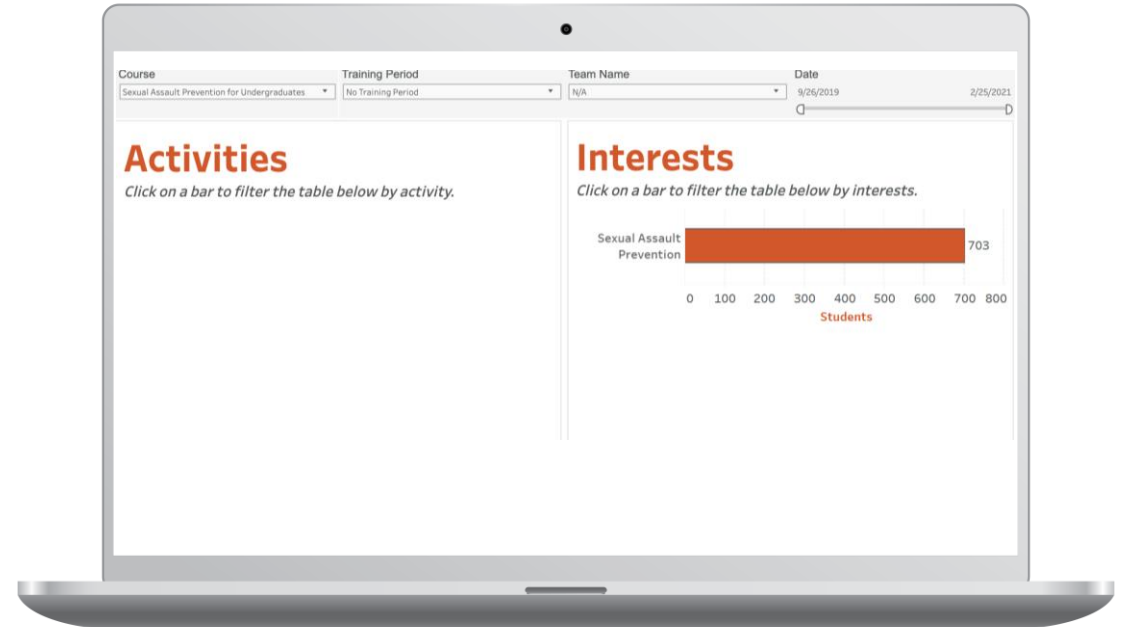 Course
Training Period
Team Name
Date
Sexual Assault Prevention for Undergraduates
No Training Period
N/A
9/26/2019
2/25/2021
Activities
Click on a bar to filter the table below by activity.
Interests
Click on a bar to filter the table below by interests.
Sexual Assault
Prevention
703
0 100 200 300 400 500 600 700 800
Students